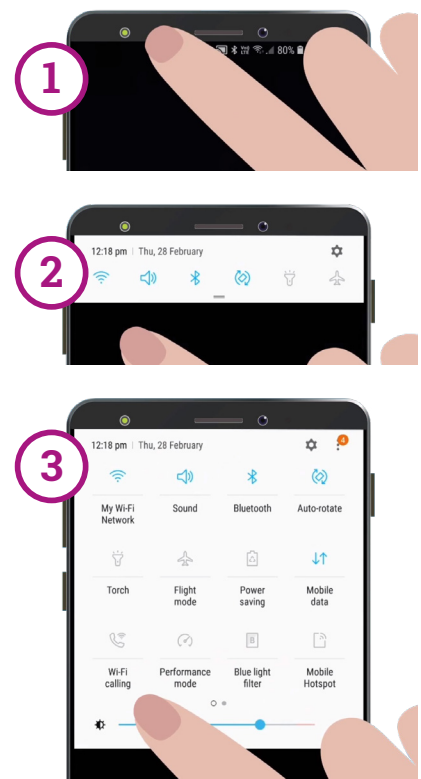 1
80%
2
12:18 pm | Thu, 28 February
3
12:18 pm | Thu, 28 February
4
My Wi-Fi
Network
Sound
Bluetooth
Auto-rotate
Torch
Flight
mode
Power
saving
Mobile
data
Wi-Fi
calling
Performance
mode
B
Blue light
filter
Mobile
Hotspot